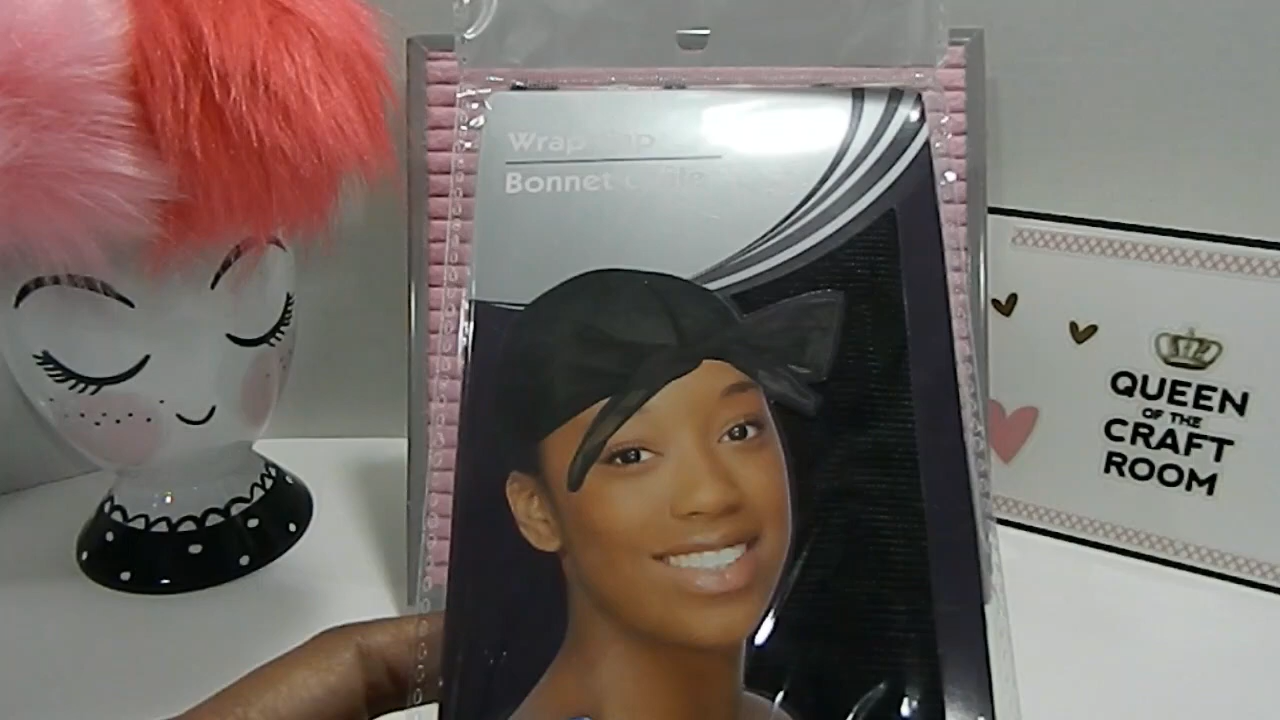 Wrap
Bonnet
QUEEN
OF THE
CRAFT
ROOM